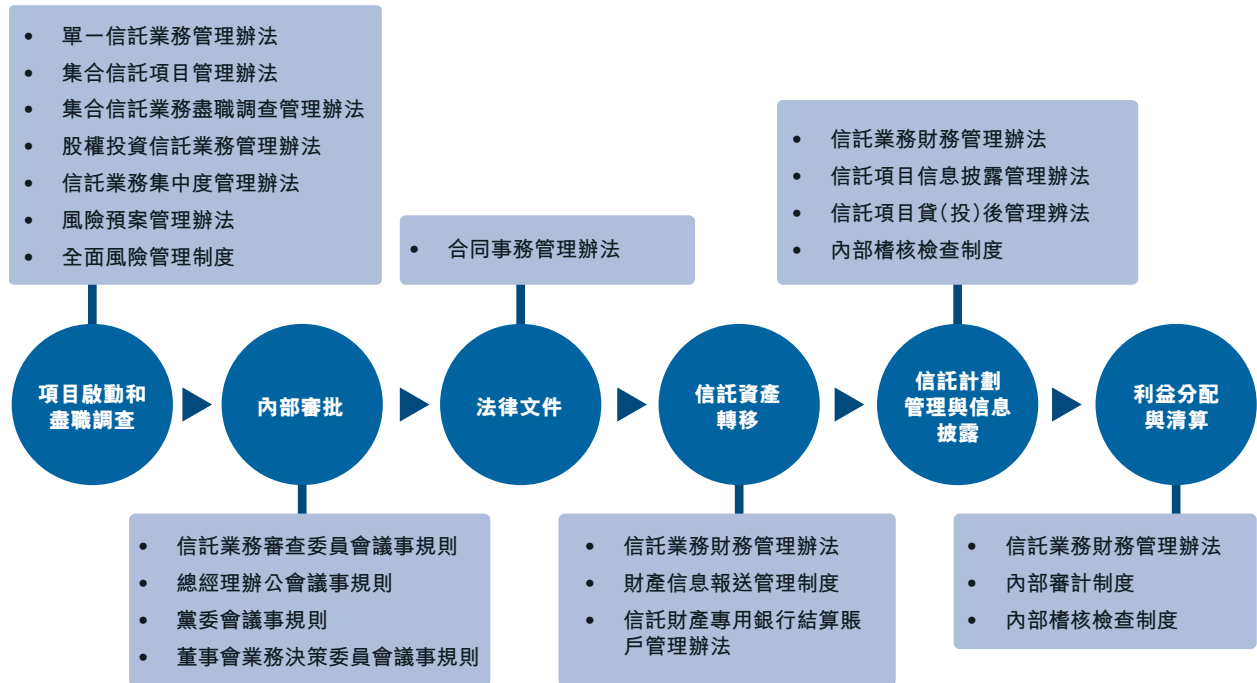 • 單一信託業務管理辦法
• 集合信託項目管理辦法
• 集合信託業務盡職調查管理辦法
• 股權投資信託業務管理辦法
• 信託業務集中度管理辦法
• 風險預案管理辦法
• 全面風險管理制度
• 合同事務管理辦法
• 信託業務財務管理辦法
• 信託項目信息披露管理辦法
• 信託項目貸(投)後管理辦法
• 內部稽核檢查制度
項目啟動和
盡職調查
內部審批
法律文件
信託資產
轉移
信託計劃
管理與信息
披露
利益分配
與清算
• 信託業務審查委員會議事規則
• 總經理辦公會議事規則
• 黨委會議事規則
• 董事會業務決策委員會議事規則
• 信託業務財務管理辦法
• 財產信息報送管理制度
• 信託財產專用銀行結算賬
戶管理辦法
• 信託業務財務管理辦法
• 內部審計制度
• 內部稽核檢查制度